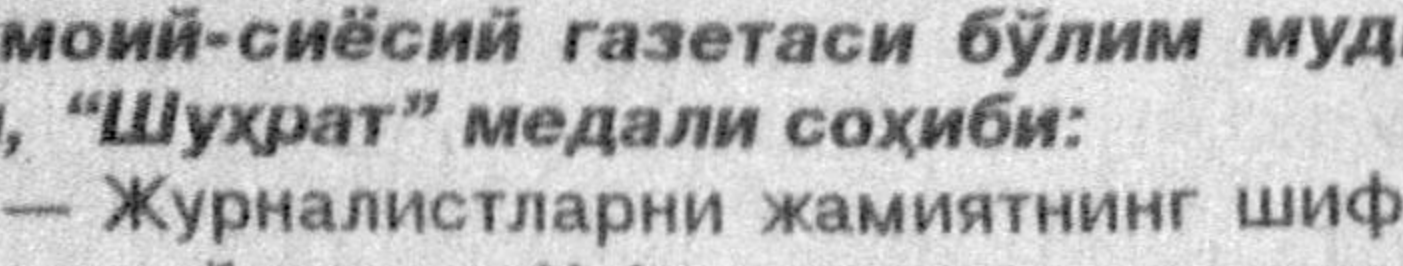 моий-сиёсий газетаси бўлим муд
, “Шуҳрат” медали соҳиби:
— Журналистларни жамиятнинг шиф